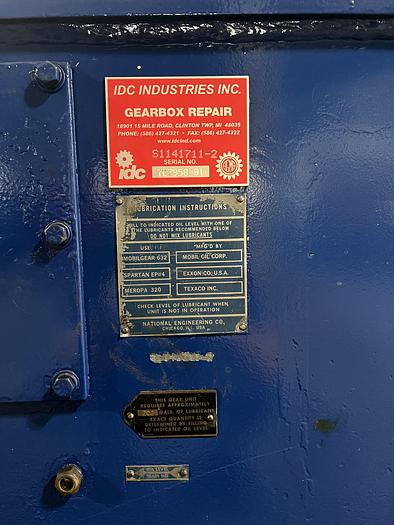 IDC INDUSTRIES INC.
GEARBOX REPAIR
18901 15 MILE ROAD, CLINTON TWP, MI 48035
PHONE: (586) 427-4321 • FAX: (586) 427-4322
www.idcind.com
S1141711-2
SERIAL NO.
idc
LUBRICATION INSTRUCTIONS
FILL TO INDICATED OIL LEVEL WITH ONE OF
THE LUBRICANTS RECOMMENDED BELOW
DO NOT MIX LUBRICANTS
USE MFG'D BY
MOBILGEAR 632 MOBIL OIL CORP.
SPARTAN EP#4 EXXON CO; U.S.A.
MEROPA 320 TEXACO INC.
CHECK LEVEL OF LUBRICANT WHEN
UNIT IS NOT IN OPERATION
NATIONAL ENGINEERING CO.
CHICAGO, ILL. USA
THIS GEAR UNIT
REQUIRES APPROXIMATELY
GALS. OF LUBRICANT
EXACT QUANTITY IS
DETERMINED BY FILLING
TO INDICATED OIL LEVEL